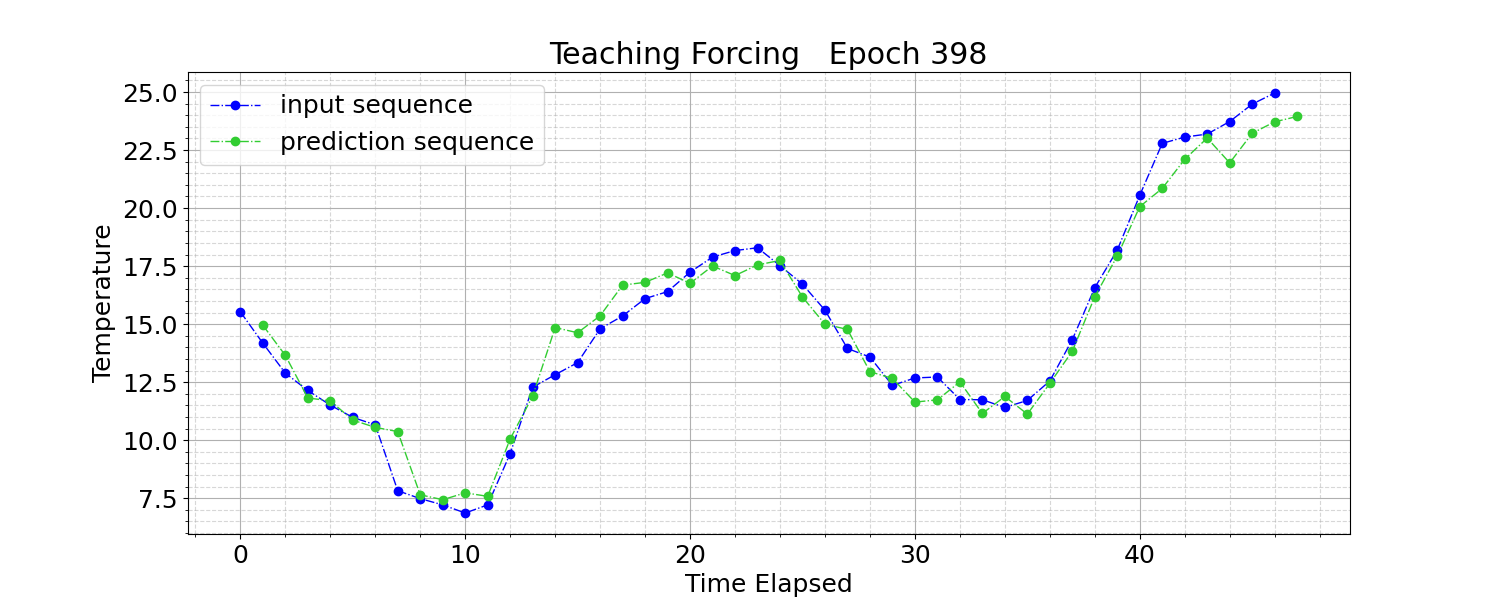 Teaching Forcing   Epoch 398
input sequence
prediction sequence
25.0
22.5
20.0
17.5
15.0
12.5
10.0
7.5
Temperature
0 10 20 30 40
Time Elapsed